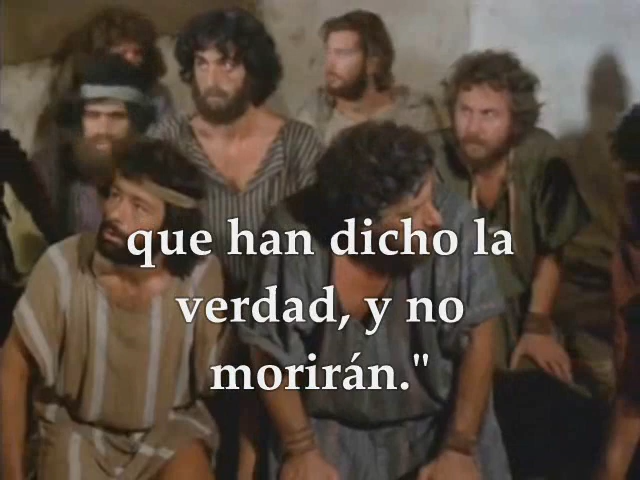 que han dicho la
verdad, y no
morirán."